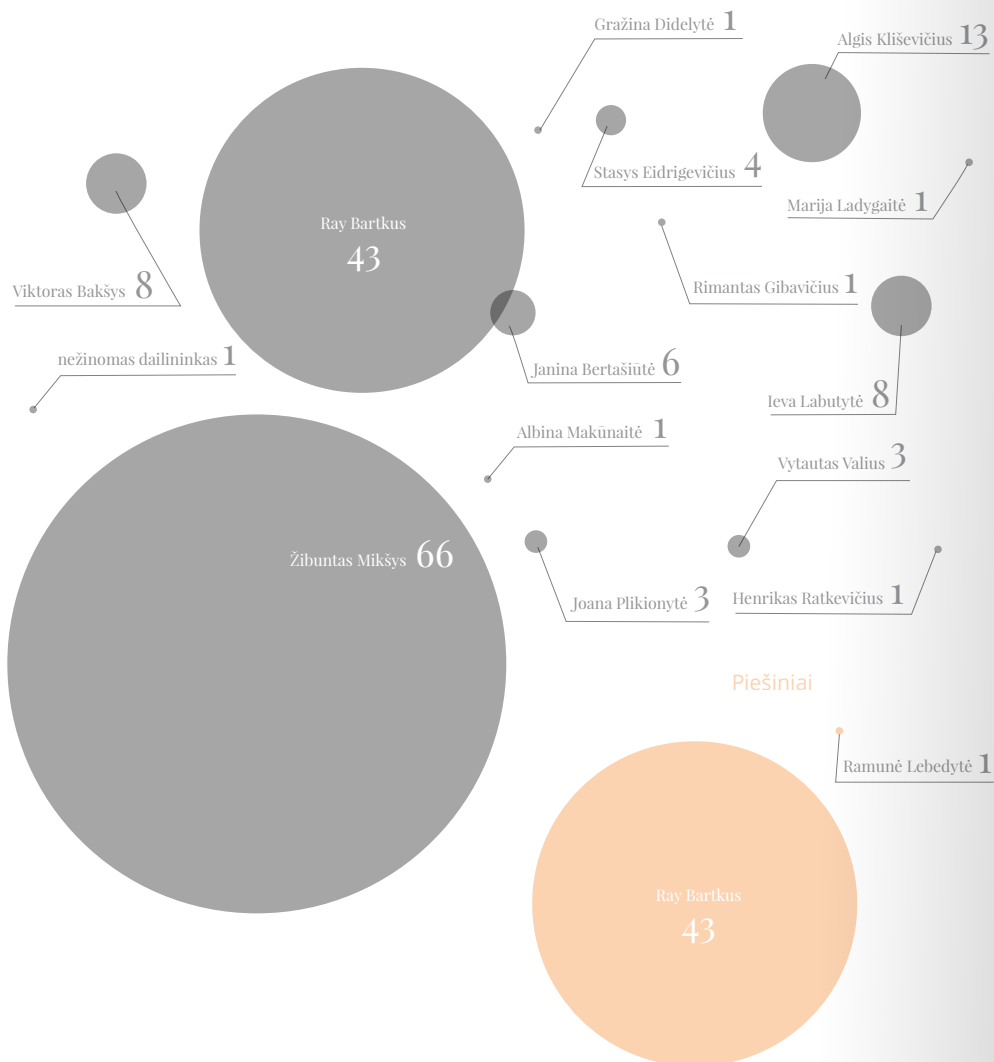 Gražina Didelytė 1
Algis Kliševičius 13
Stasys Eidrigevičius 4
Marija Ladygaitė 1
Ray Bartkus
43
Viktoras Bakšys 8
Rimantas Gibavičius 1
nežinomas dailininkas 1
Janina Bertašiūtė 6
Ieva Labutytė 8
Albina Makūnaitė 1
Vytautas Valius 3
Žibuntas Mikšys 66
Joana Plikionytė 3
Henrikas Ratkevičius 1
Piešiniai
Ramunė Lebedytė 1
Ray Bartkus
43